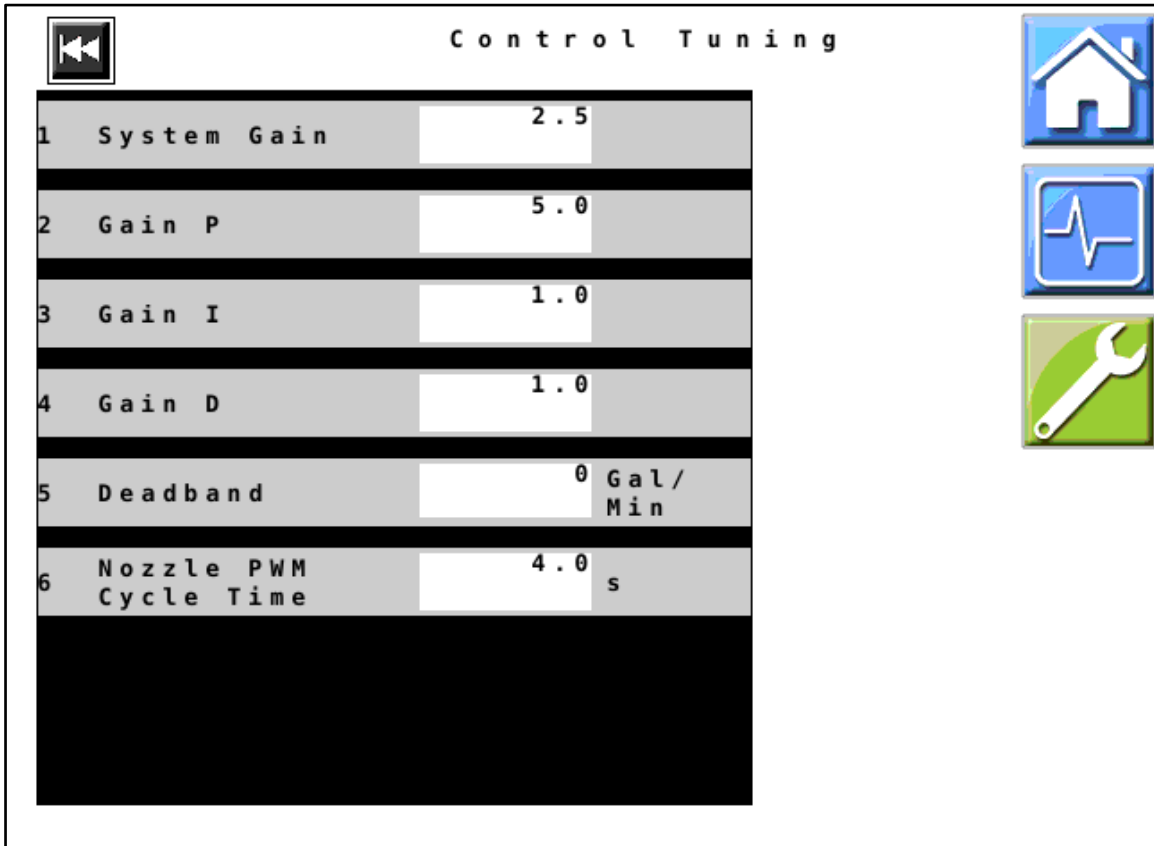 Control Tuning
1 System Gain 2.5
2 Gain P 5.0
3 Gain I 1.0
4 Gain D 1.0
5 Deadband 0 Gal/
Min
6 Nozzle PWM
Cycle Time 4.0 s